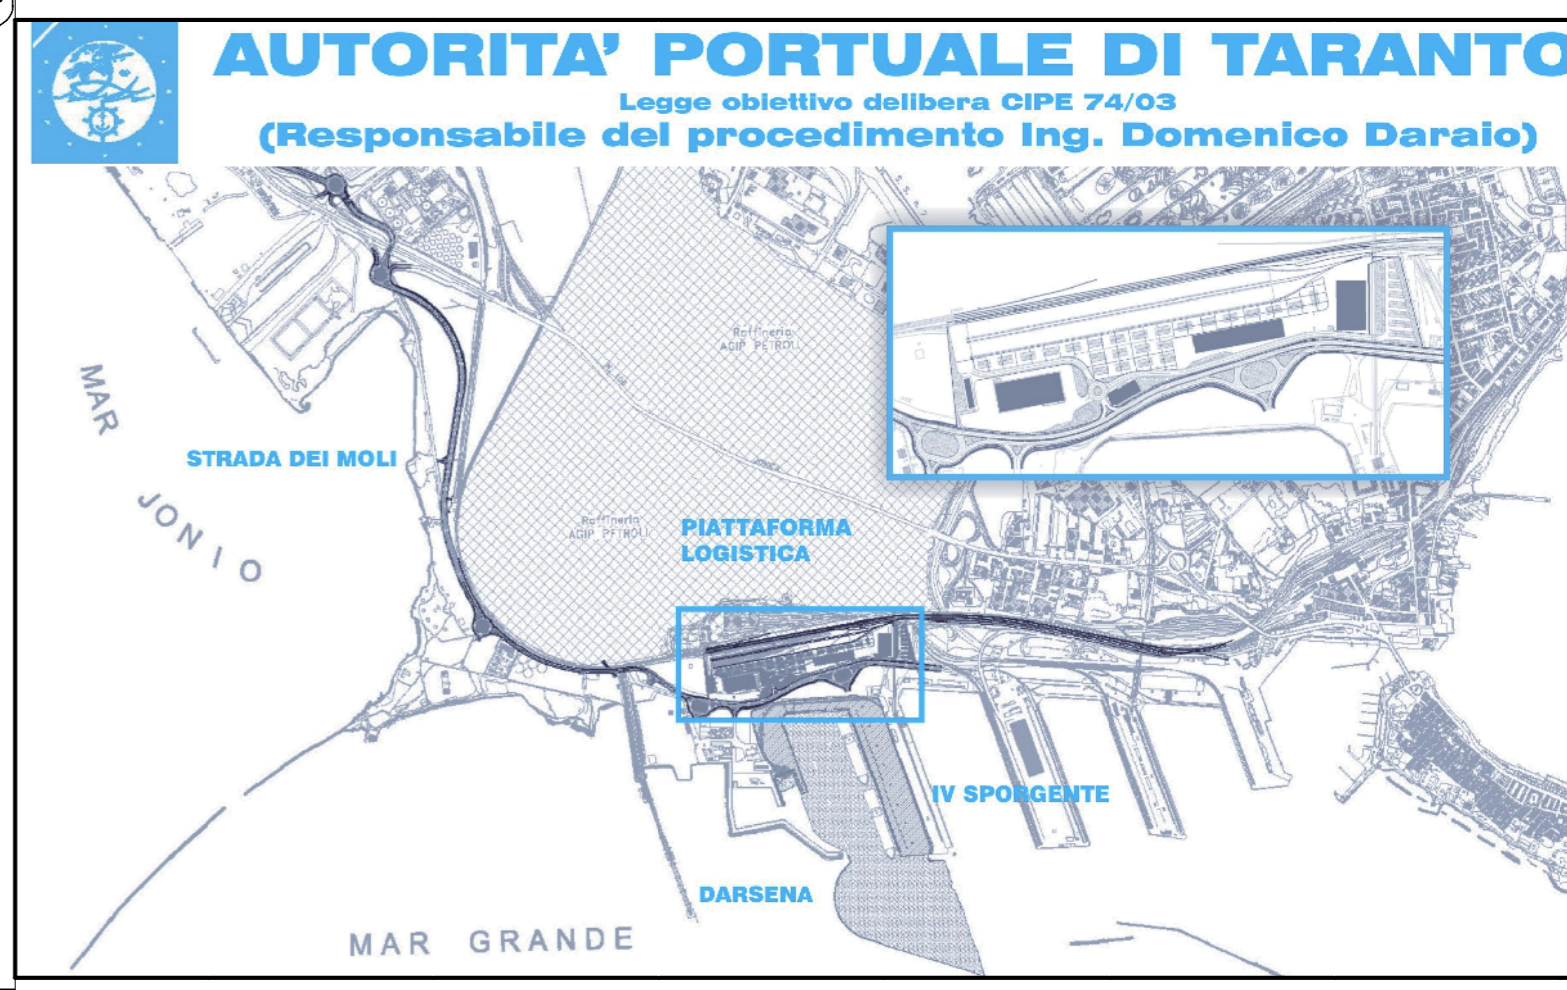 AUTORITA' PORTUALE DI TARANTO
Legge obiettivo delibera CIPE 74/03
(Responsabile del procedimento Ing. Domenico Daraio)
Raffineria
AGIP PETROLI
MAR
JONIO
STRADA DEI MOLI
Raffineria
AGIP PETROLI
PIATTAFORMA
LOGISTICA
IV SPORGENTE
DARSENA
MAR GRANDE